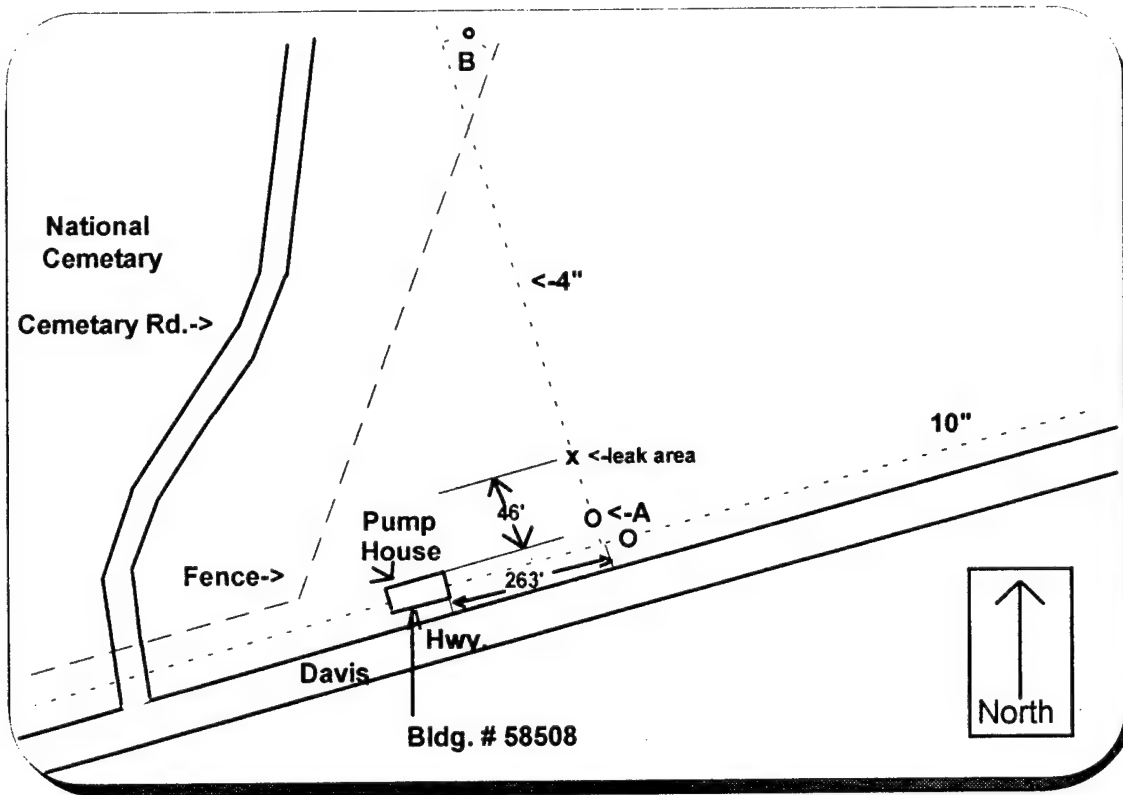 B
National
Cemetary
<-4"
Cemetary Rd.->
10"
x <-leak area
46'
O <-A
O
Pump
House
Fence->
263'
Hwy.
Davis
Bldg. # 58508
North